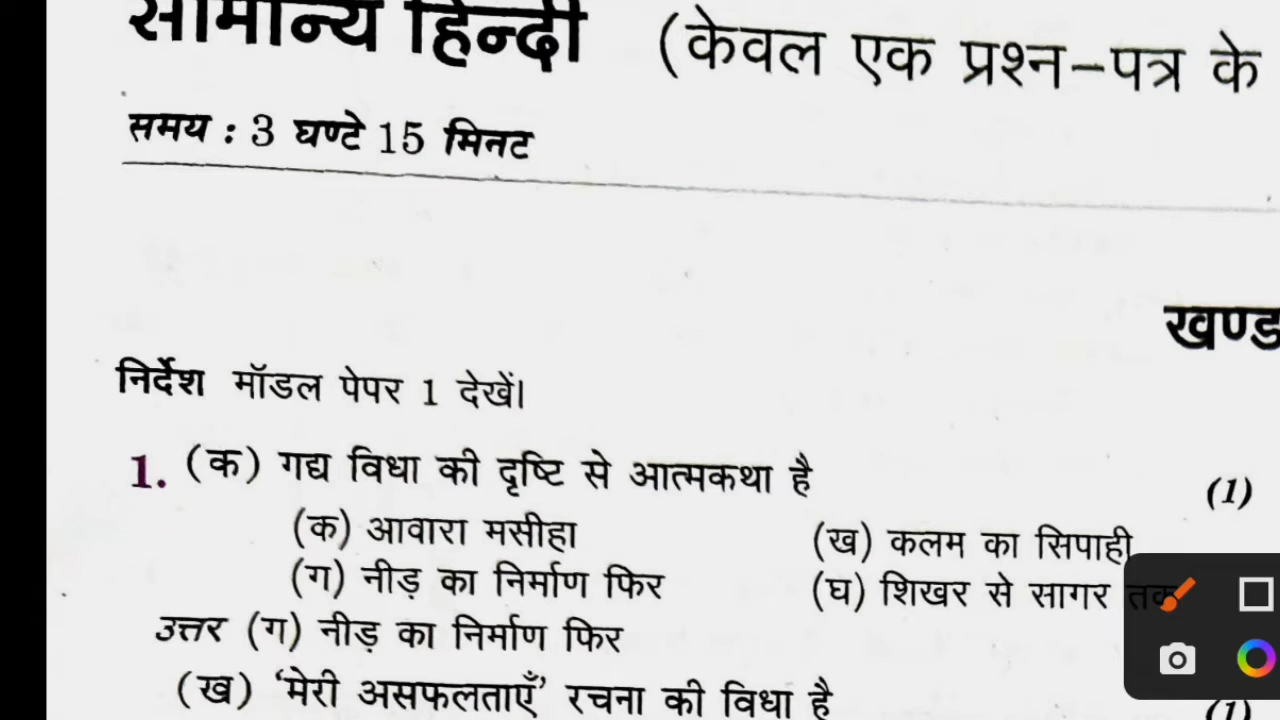 सामान्य हिन्दी (केवल एक प्रश्न-पत्र के
समय : 3 घण्टे 15 मिनट
खण्ड
निर्देश मॉडल पेपर 1 देखें।
1. (क) गद्य विधा की दृष्टि से आत्मकथा है (1)
(क) आवारा मसीहा (ख) कलम का सिपाही
(ग) नीड़ का निर्माण फिर (घ) शिखर से सागर तक
उत्तर (ग) नीड़ का निर्माण फिर
(ख) ‘मेरी असफलताएँ’ रचना की विधा है (1)